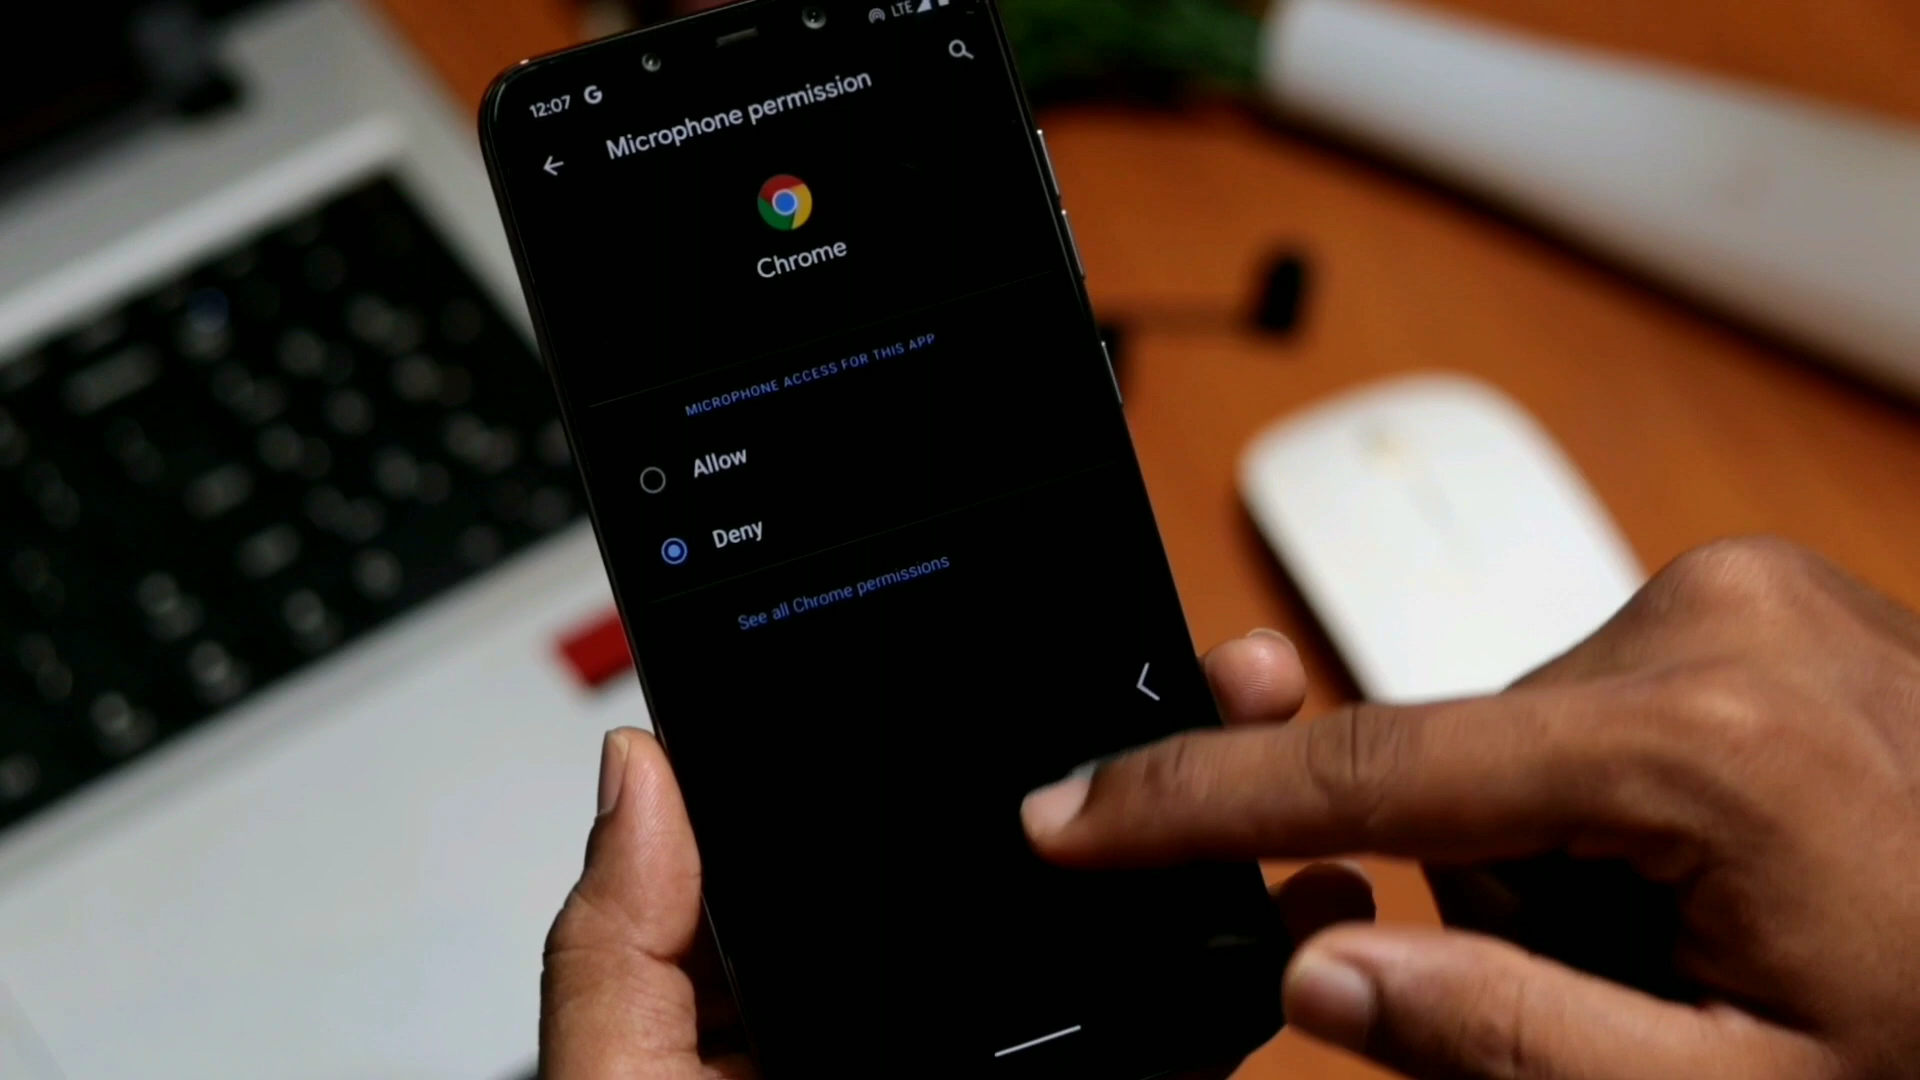 12:07 G
LTE
Microphone permission
Chrome
MICROPHONE ACCESS FOR THIS APP
Allow
Deny
See all Chrome permissions